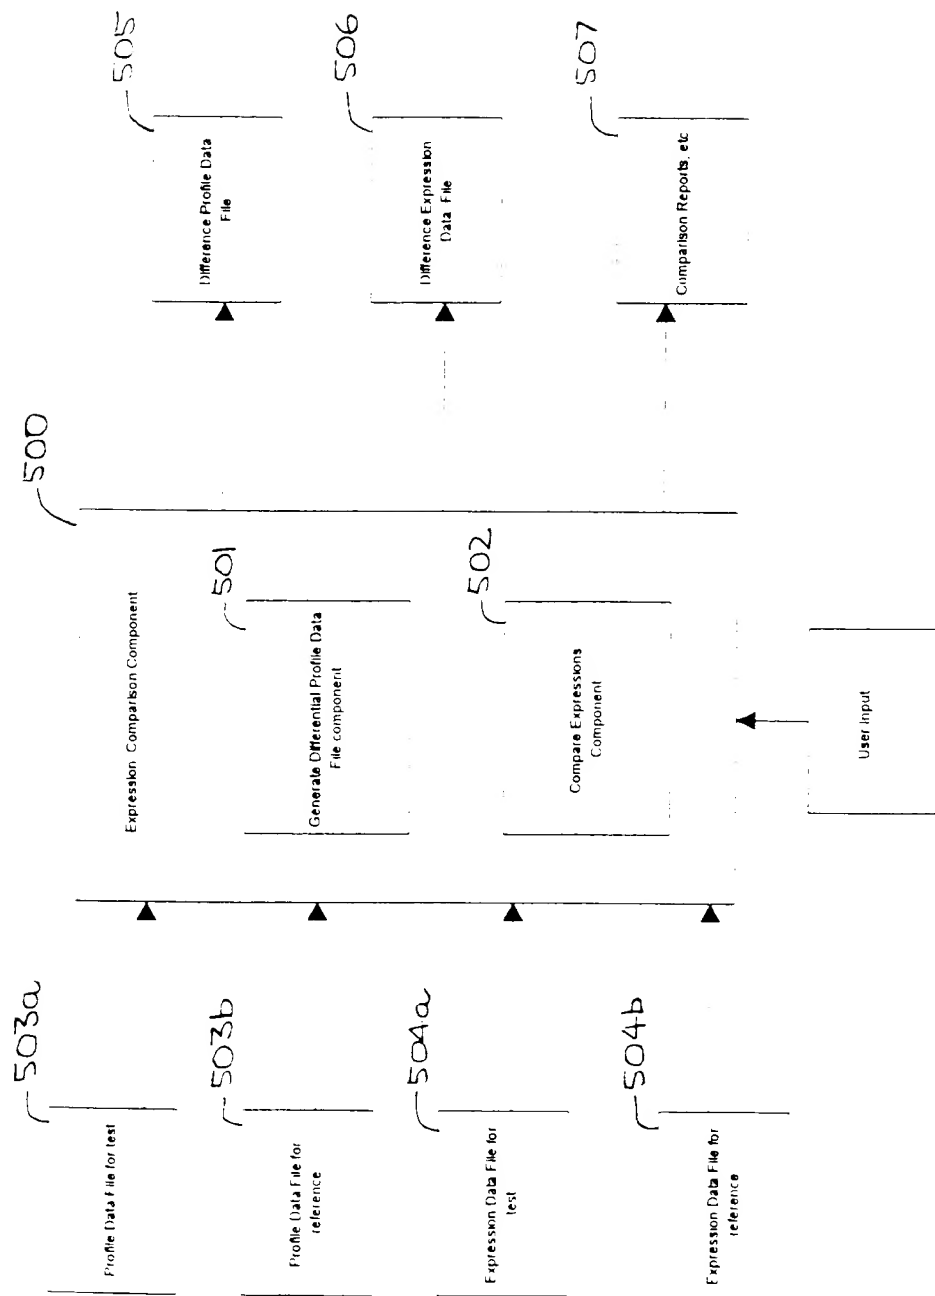 500
Expression Comparison Component
501
Generate Differential Profile Data
File component
502
Compare Expressions
Component
503a
Profile Data File for test
503b
Profile Data File for
reference
504a
Expression Data File for
test
504b
Expression Data File for
reference
505
Difference Profile Data
File
506
Difference Expression
Data File
507
Comparison Reports, etc
User Input